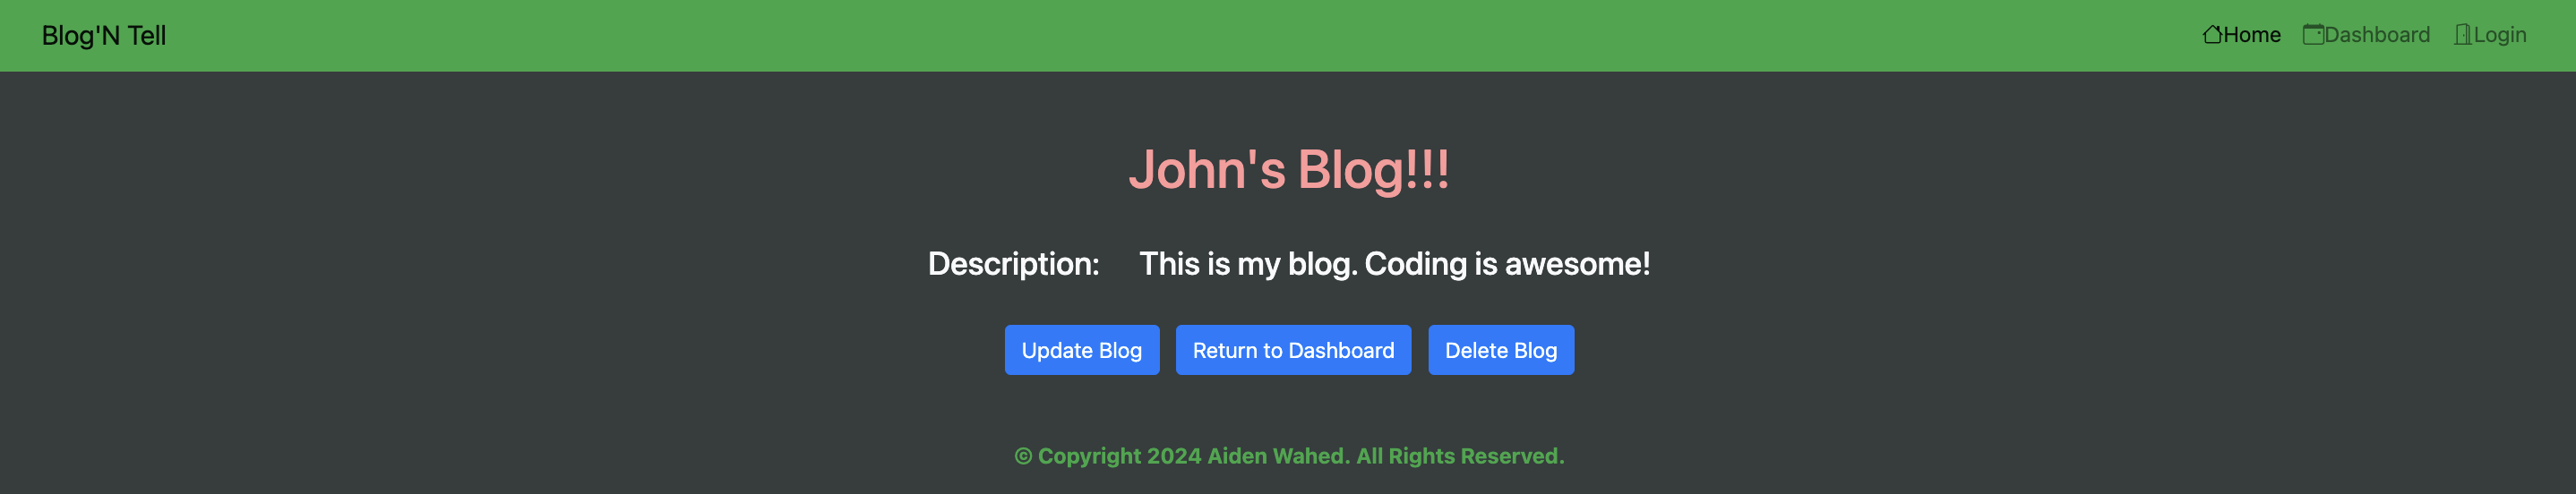 Blog'N Tell Home Dashboard Login
John's Blog!!!
Description: This is my blog. Coding is awesome!
Update Blog Return to Dashboard Delete Blog
© Copyright 2024 Aiden Wahed. All Rights Reserved.